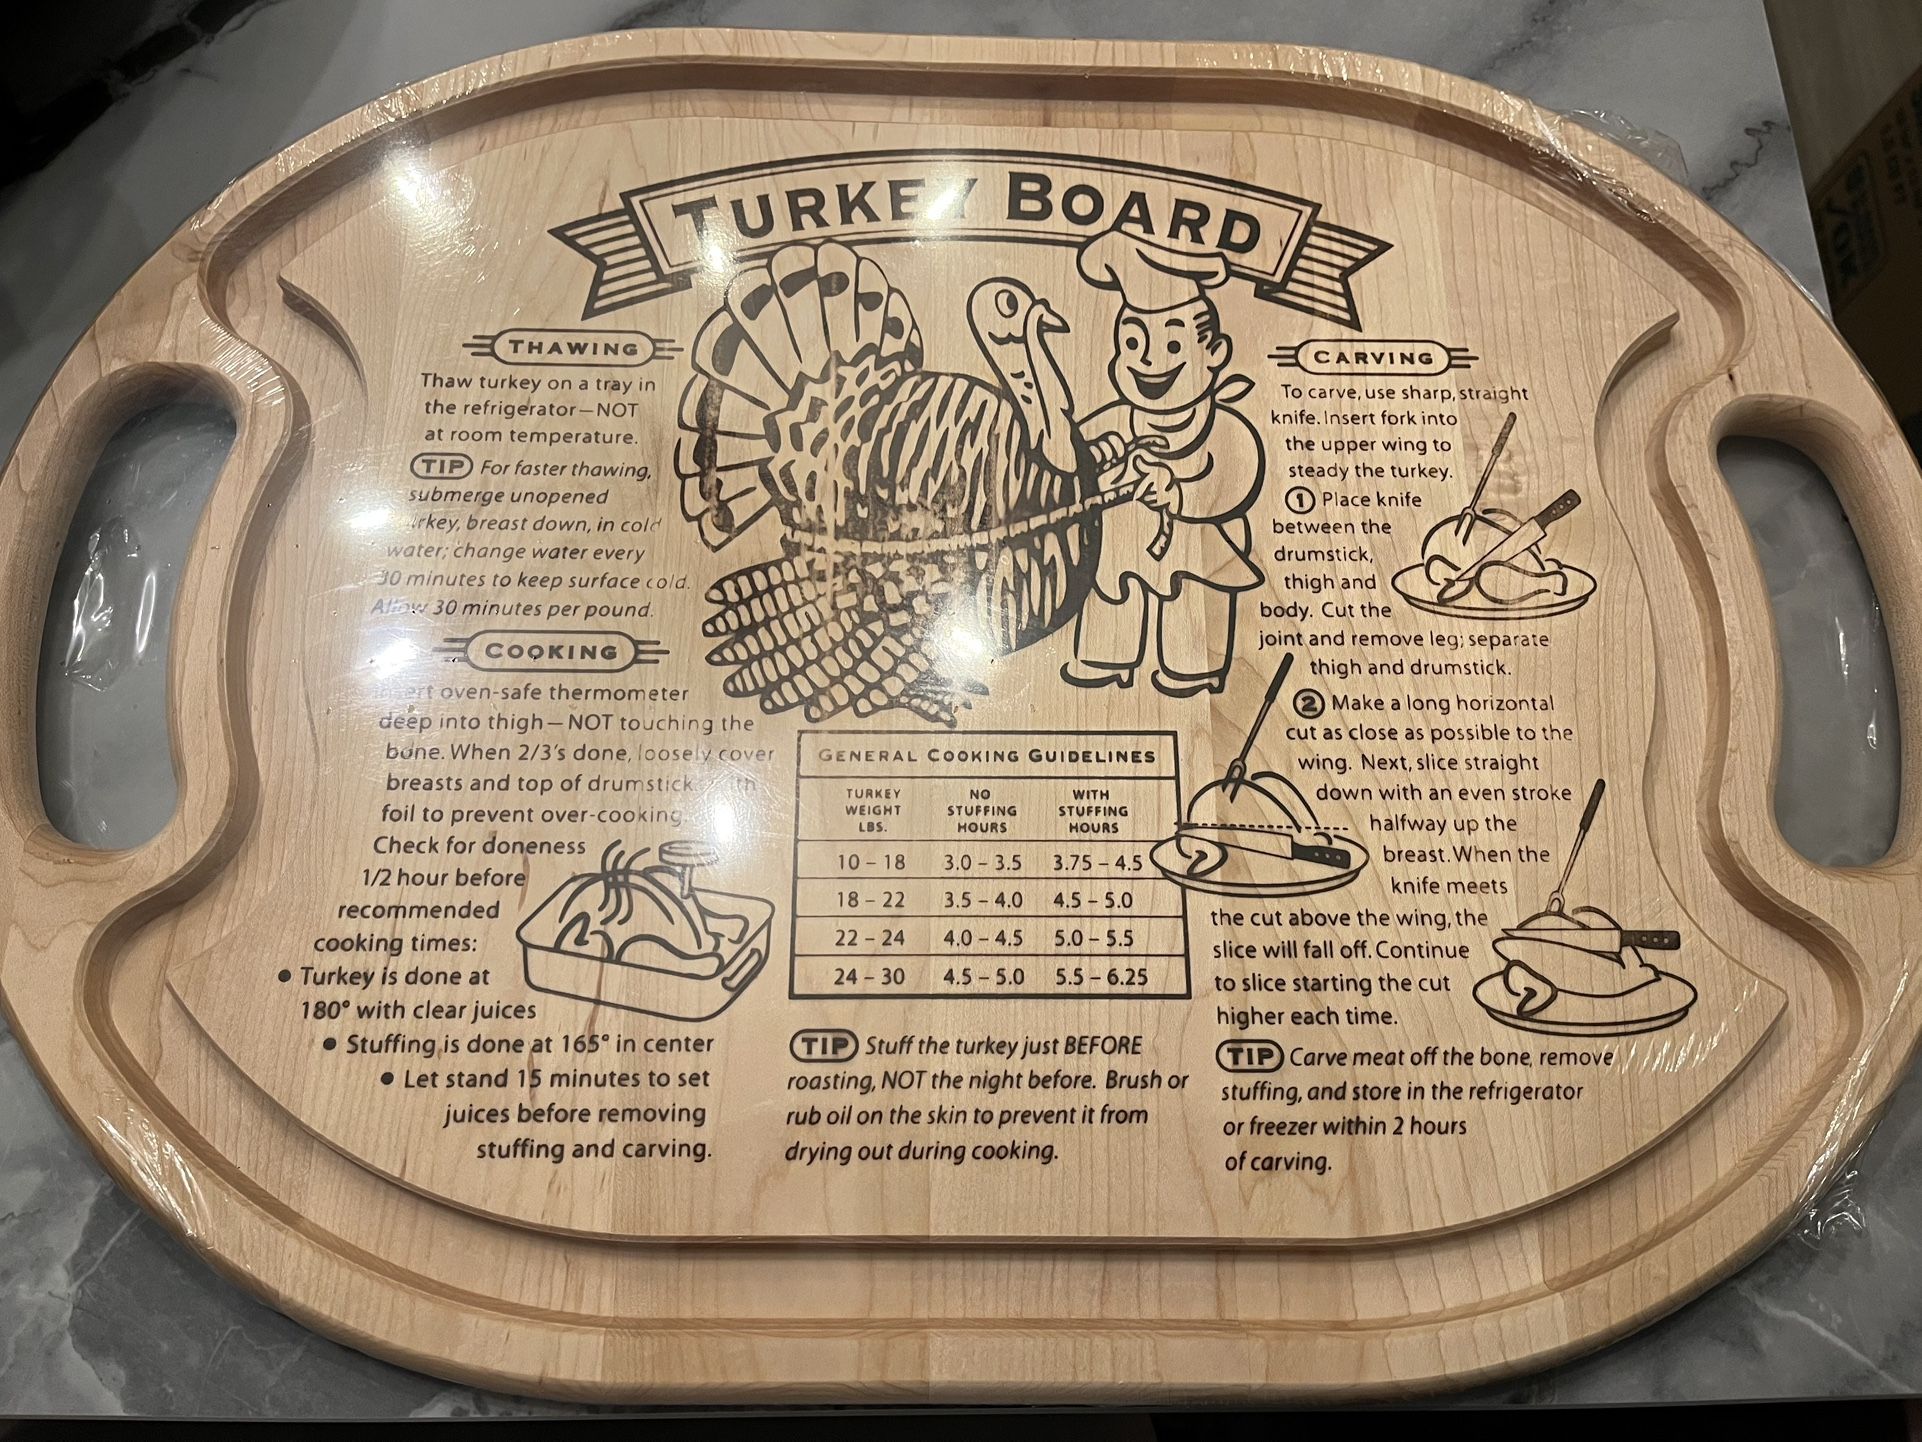 TURKEY BOARD
THAWING
Thaw turkey on a tray in
the refrigerator—NOT
at room temperature.
TIP For faster thawing,
submerge unopened
turkey, breast down, in cold
water; change water every
30 minutes to keep surface cold.
Allow 30 minutes per pound.
COOKING
Insert oven-safe thermometer
deep into thigh—NOT touching the
bone. When 2/3's done, loosely cover
breasts and top of drumstick with
foil to prevent over-cooking.
Check for doneness
1/2 hour before
recommended
cooking times:
● Turkey is done at
180° with clear juices
● Stuffing is done at 165° in center
● Let stand 15 minutes to set
juices before removing
stuffing and carving.
GENERAL COOKING GUIDELINES
TURKEY WEIGHT LBS. NO STUFFING HOURS WITH STUFFING HOURS
10 – 18 3.0 – 3.5 3.75 – 4.5
18 – 22 3.5 – 4.0 4.5 – 5.0
22 – 24 4.0 – 4.5 5.0 – 5.5
24 – 30 4.5 – 5.0 5.5 – 6.25
TIP Stuff the turkey just BEFORE
roasting, NOT the night before. Brush or
rub oil on the skin to prevent it from
drying out during cooking.
CARVING
To carve, use sharp, straight
knife. Insert fork into
the upper wing to
steady the turkey.
1 Place knife
between the
drumstick,
thigh and
body. Cut the
joint and remove leg; separate
thigh and drumstick.
2 Make a long horizontal
cut as close as possible to the
wing. Next, slice straight
down with an even stroke
halfway up the
breast. When the
knife meets
the cut above the wing, the
slice will fall off. Continue
to slice starting the cut
higher each time.
TIP Carve meat off the bone, remove
stuffing, and store in the refrigerator
or freezer within 2 hours
of carving.